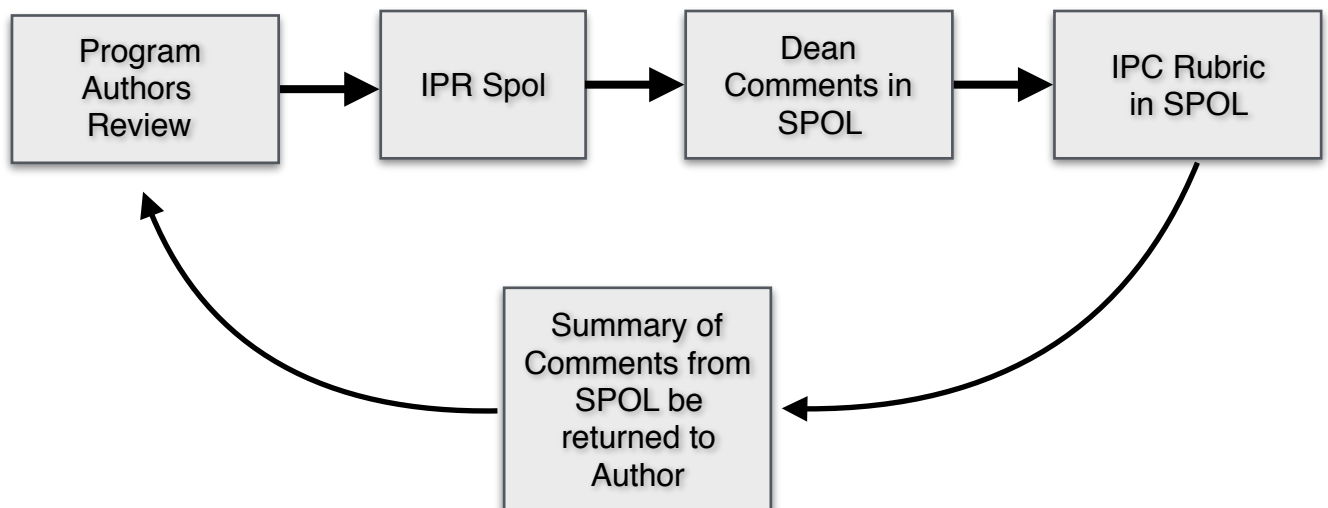 Program
Authors
Review
IPR Spol
Dean
Comments in
SPOL
IPC Rubric
in SPOL
Summary of
Comments from
SPOL be
returned to
Author